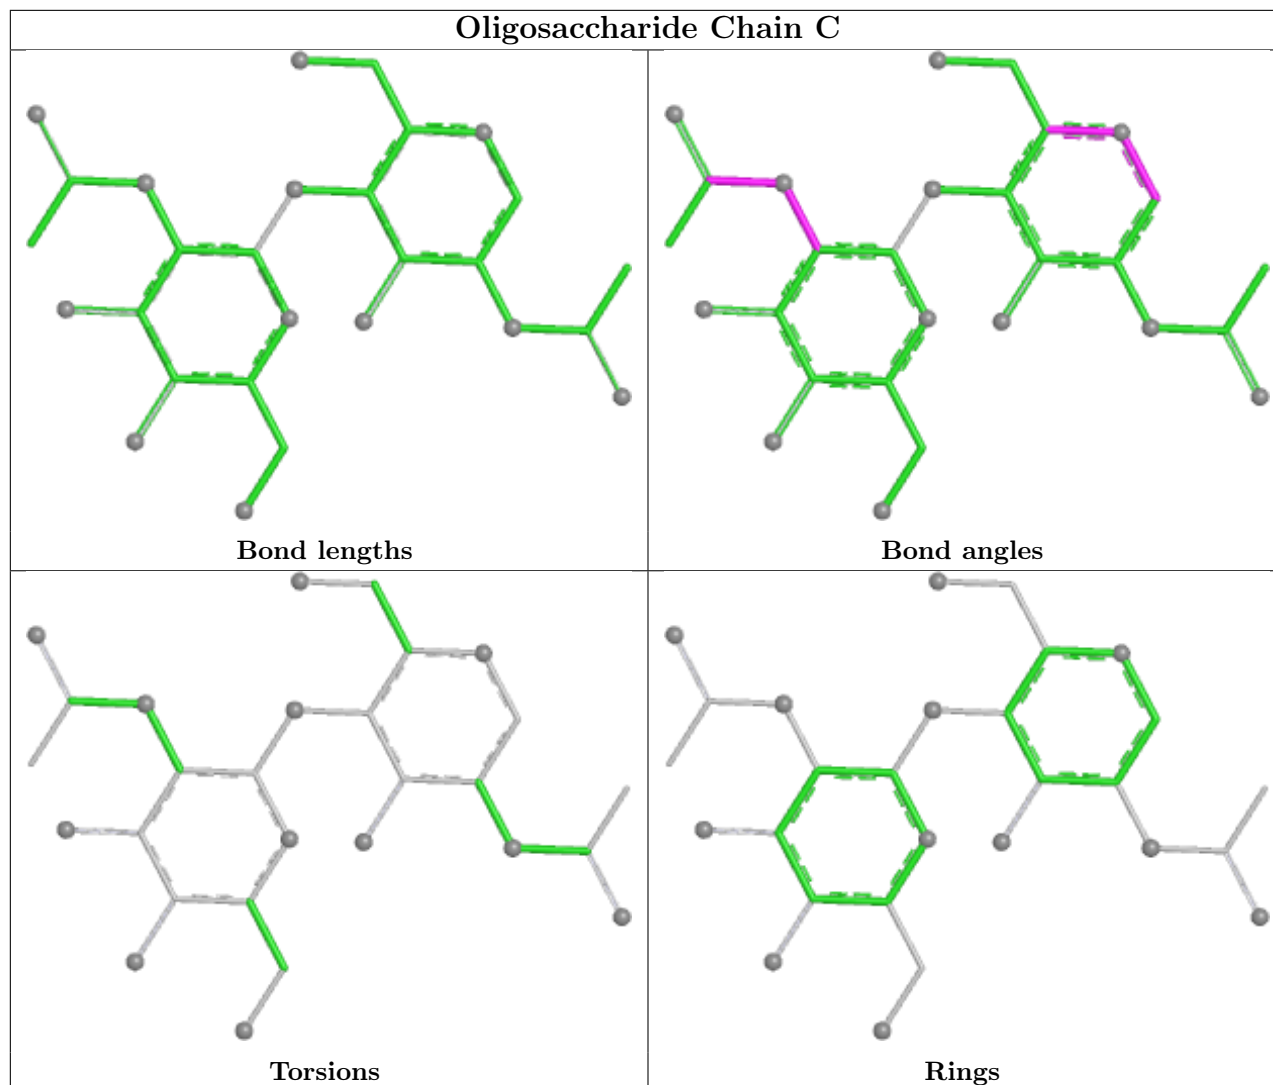 Oligosaccharide Chain C
Bond lengths
Bond angles
Torsions
Rings